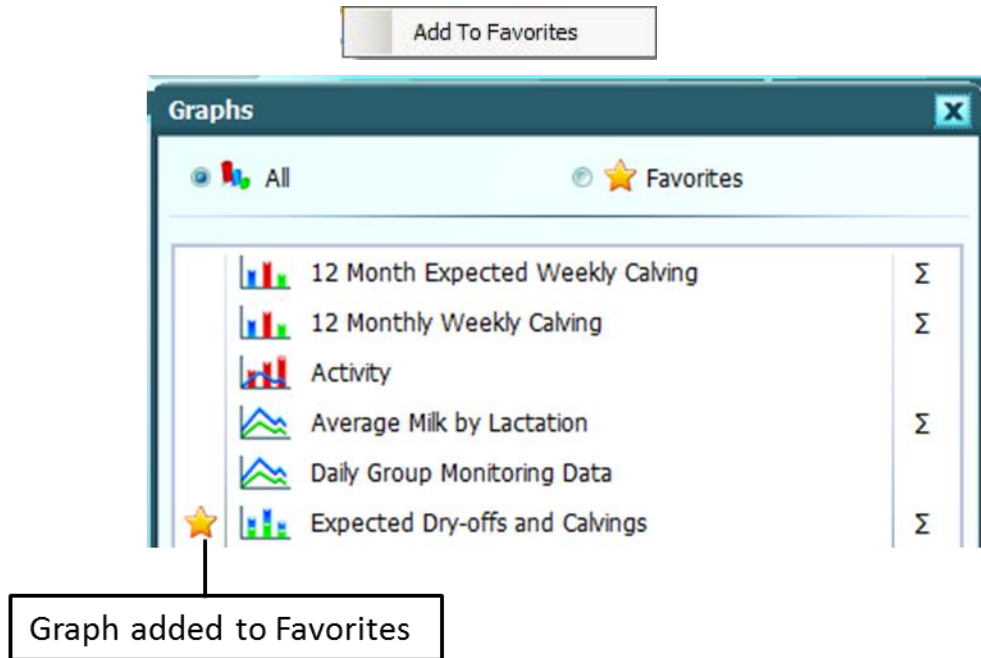 Add To Favorites
Graphs
All Favorites
12 Month Expected Weekly Calving Σ
12 Monthly Weekly Calving Σ
Activity
Average Milk by Lactation Σ
Daily Group Monitoring Data
Expected Dry-offs and Calvings Σ
Graph added to Favorites